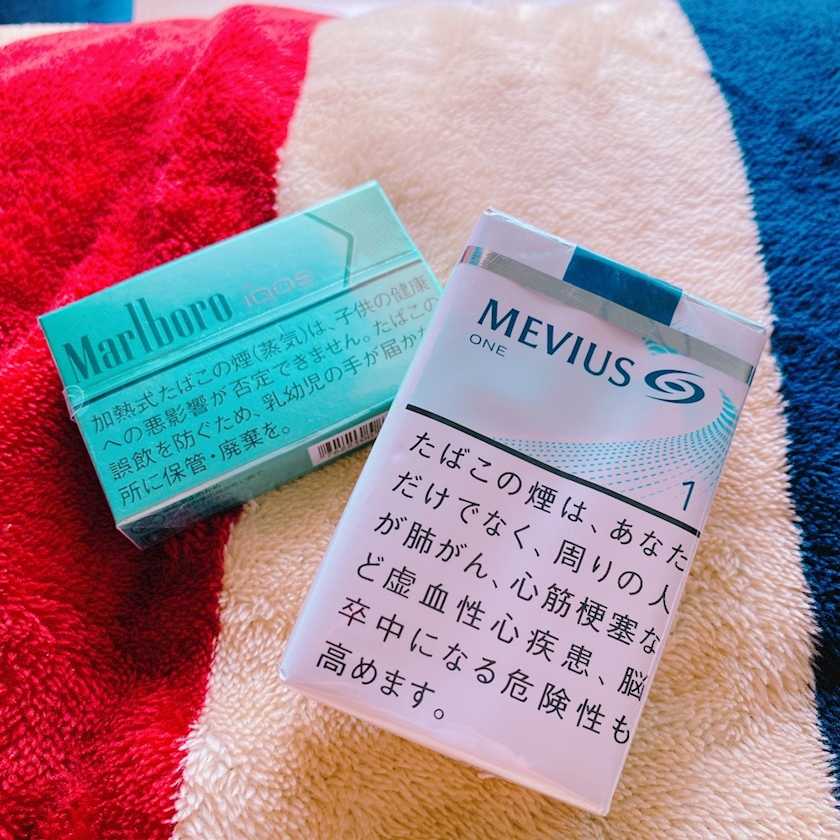 Marlboro
IQOS
加熱式たばこの煙(蒸気)は、子供の健康
への悪影響が否定できません。たばこの
誤飲を防ぐため、乳幼児の手が届か
所に保管・廃棄を。
MEVIUS
ONE
1
たばこの煙は、あなた
だけでなく、周りの人
が肺がん、心筋梗塞な
ど虚血性心疾患、脳
卒中になる危険性も
高めます。